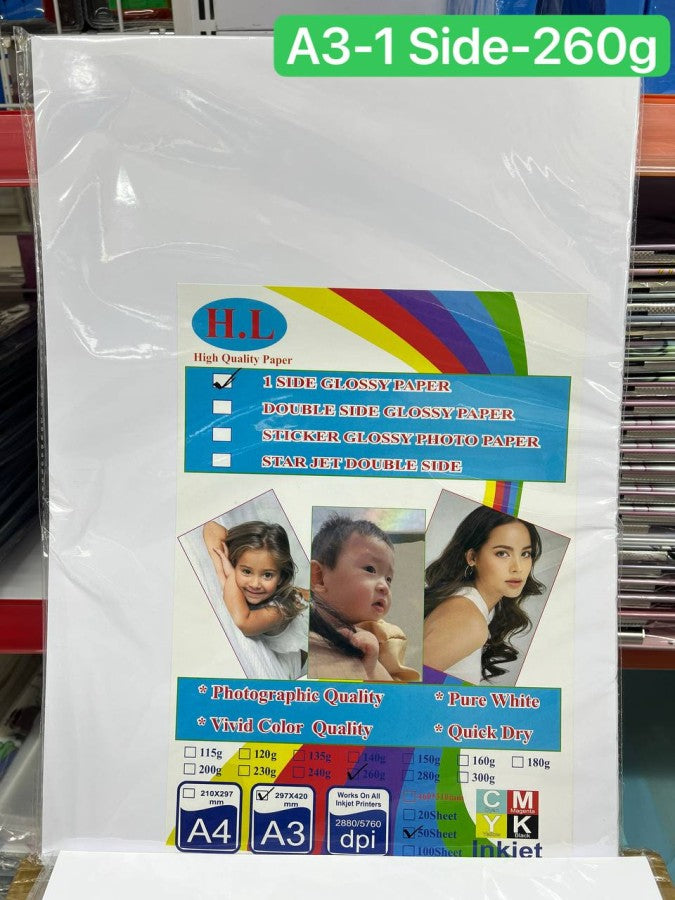 A3-1 Side-260g
H.L
High Quality Paper
1 SIDE GLOSSY PAPER
DOUBLE SIDE GLOSSY PAPER
STICKER GLOSSY PHOTO PAPER
STAR JET DOUBLE SIDE
* Photographic Quality * Pure White
* Vivid Color Quality * Quick Dry
115g 120g 135g 140g 150g 160g 180g
200g 230g 240g 260g 280g 300g
210X297 mm
A4
297X420 mm
A3
Works On All Inkjet Printers
2880/5760
dpi
20Sheet
50Sheet
100Sheet
C M
Magenta
Y K
Yellow Black
Inkjet